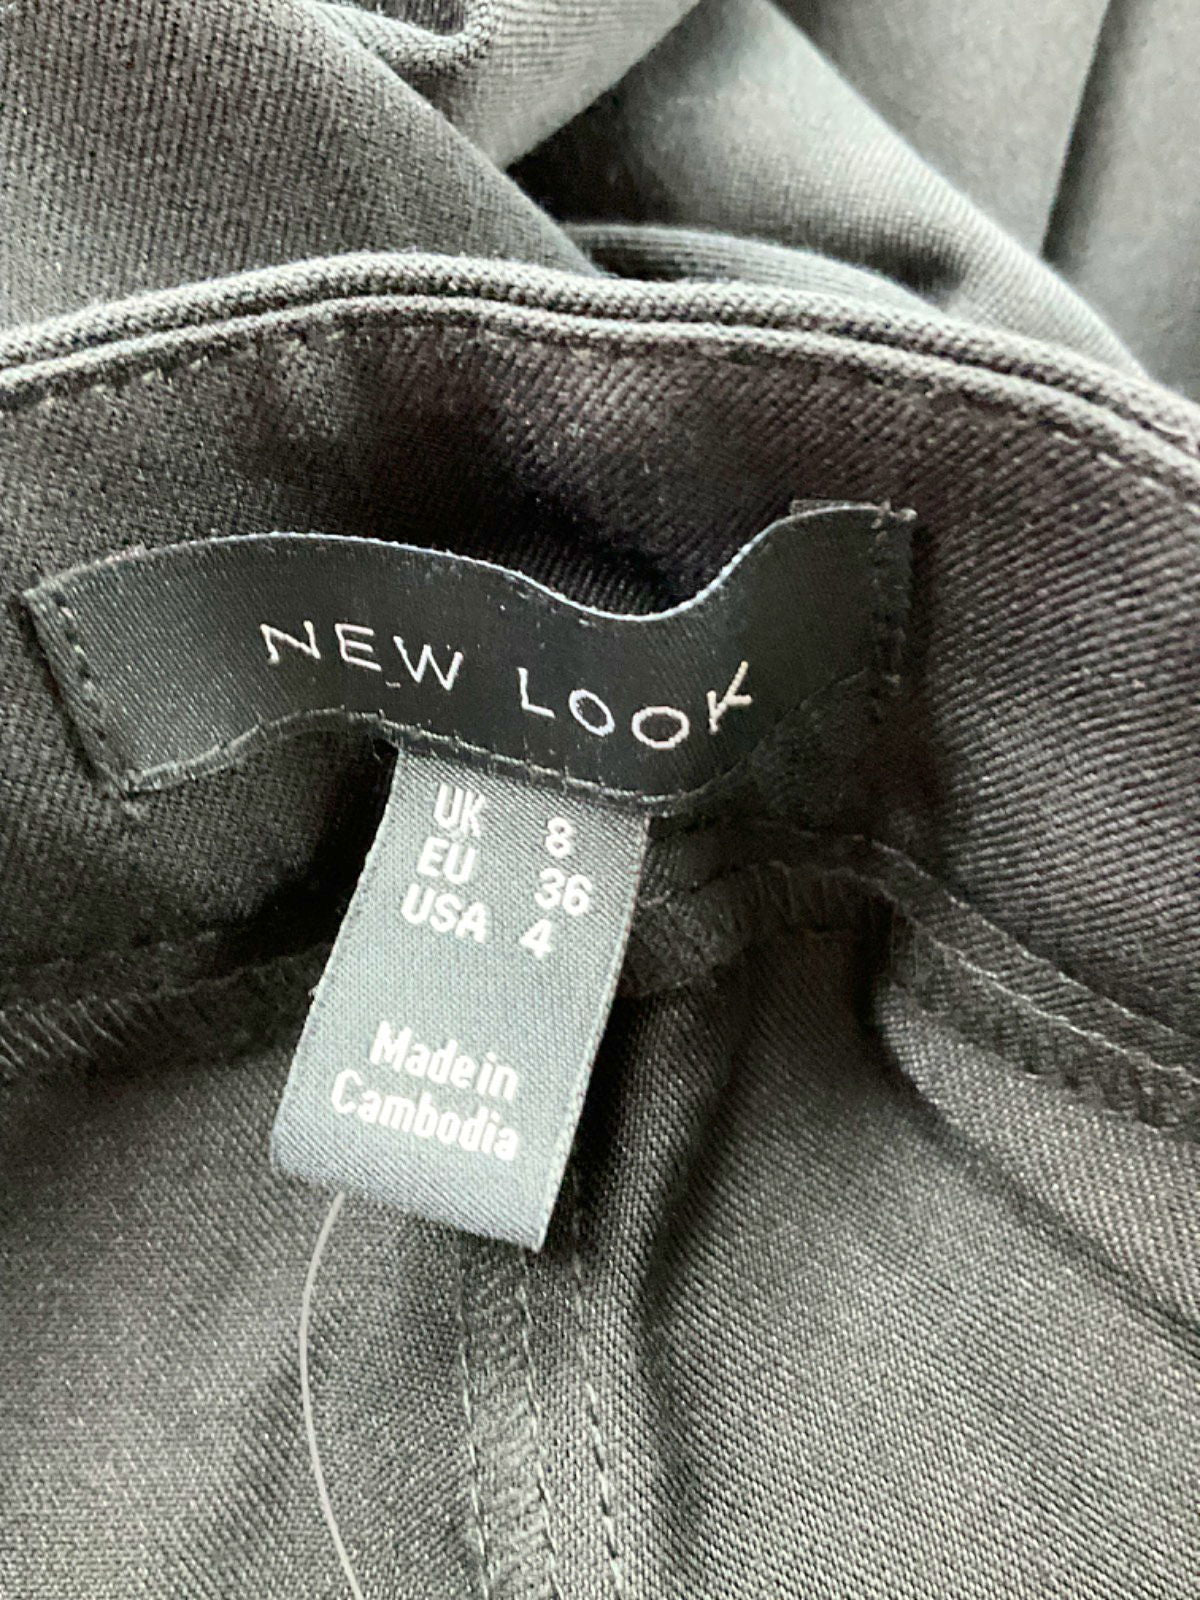 NEW LOOK
UK 8
EU 36
USA 4
Made in
Cambodia